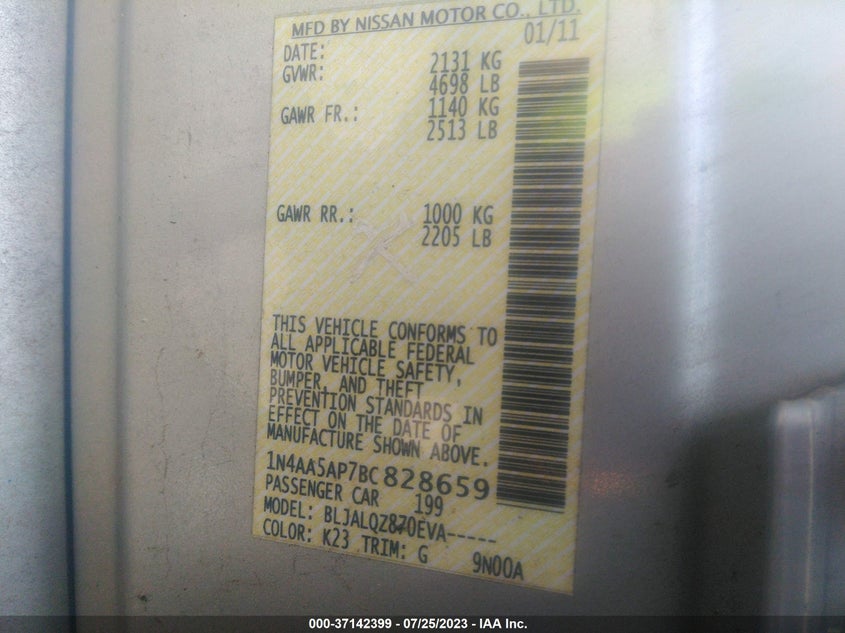 MFD BY NISSAN MOTOR CO., LTD.
DATE: 01/11
GVWR: 2131 KG
4698 LB
GAWR FR.: 1140 KG
2513 LB
GAWR RR.: 1000 KG
2205 LB
THIS VEHICLE CONFORMS TO
ALL APPLICABLE FEDERAL
MOTOR VEHICLE SAFETY,
BUMPER, AND THEFT
PREVENTION STANDARDS IN
EFFECT ON THE DATE OF
MANUFACTURE SHOWN ABOVE.
1N4AA5AP7BC828659
PASSENGER CAR 199
MODEL: BLJALQZ870EVA-----
COLOR: K23 TRIM: G 9N00A
000-37142399 - 07/25/2023 - IAA Inc.